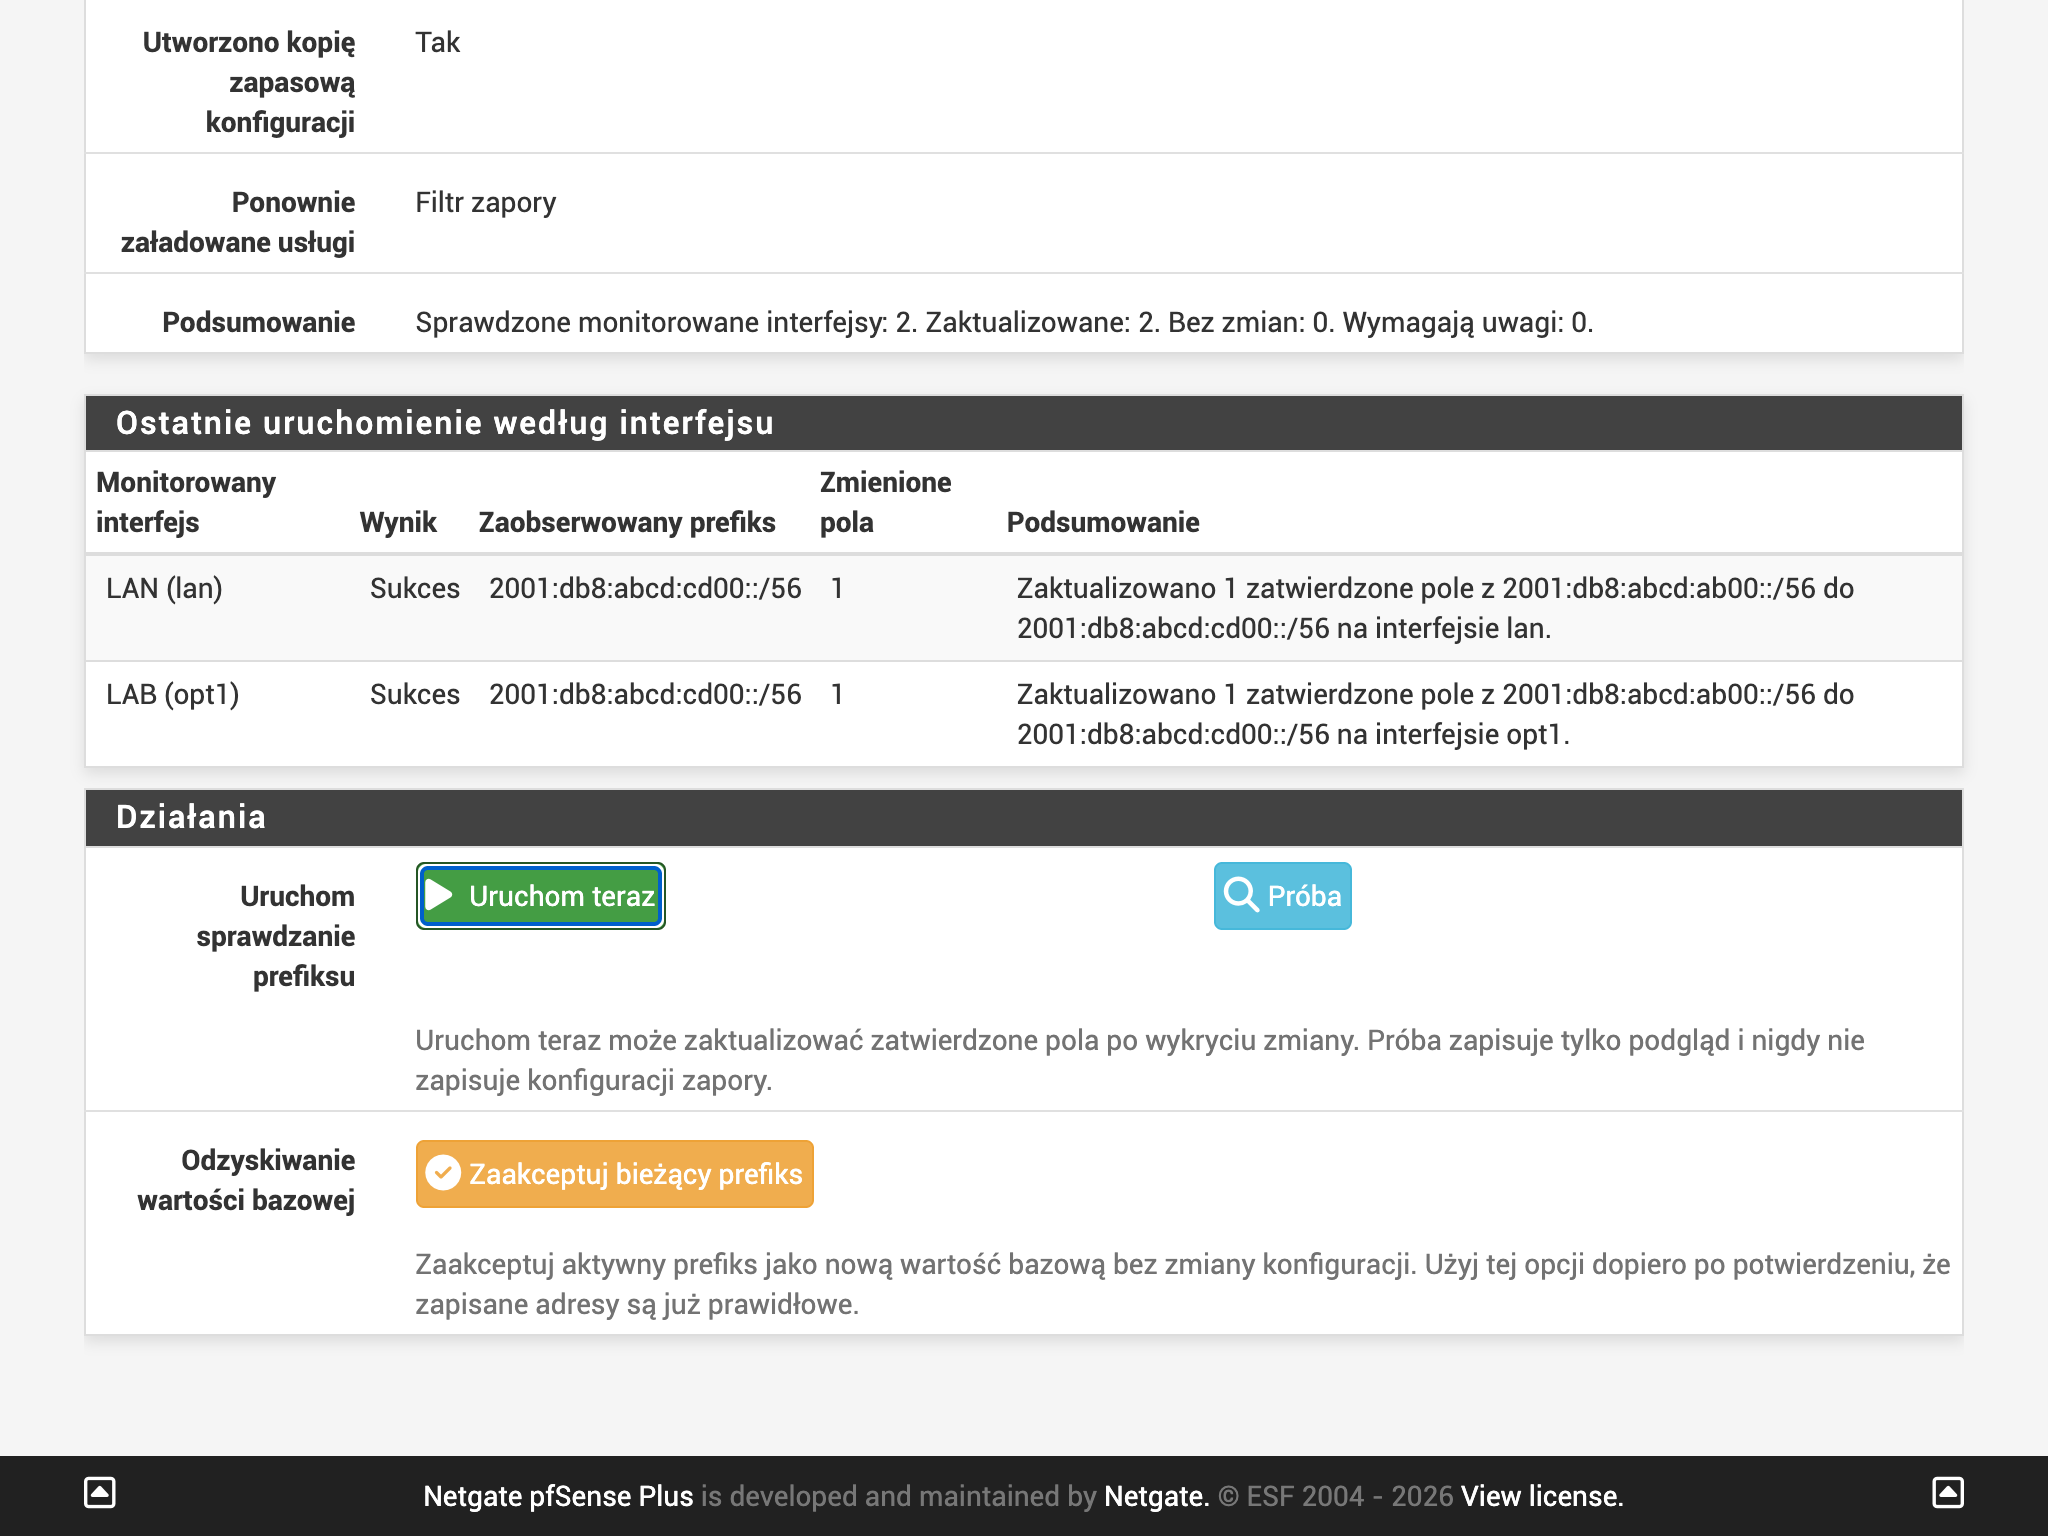 Utworzono kopię
zapasową
konfiguracji
Tak
Ponownie
załadowane usługi
Filtr zapory
Podsumowanie
Sprawdzone monitorowane interfejsy: 2. Zaktualizowane: 2. Bez zmian: 0. Wymagają uwagi: 0.
Ostatnie uruchomienie według interfejsu
Monitorowany
interfejs
Wynik
Zaobserwowany prefiks
Zmienione
pola
Podsumowanie
LAN (lan)
Sukces
2001:db8:abcd:cd00::/56
1
Zaktualizowano 1 zatwierdzone pole z 2001:db8:abcd:ab00::/56 do
2001:db8:abcd:cd00::/56 na interfejsie lan.
LAB (opt1)
Sukces
2001:db8:abcd:cd00::/56
1
Zaktualizowano 1 zatwierdzone pole z 2001:db8:abcd:ab00::/56 do
2001:db8:abcd:cd00::/56 na interfejsie opt1.
Działania
Uruchom
sprawdzanie
prefiksu
Uruchom teraz
Próba
Uruchom teraz może zaktualizować zatwierdzone pola po wykryciu zmiany. Próba zapisuje tylko podgląd i nigdy nie
zapisuje konfiguracji zapory.
Odzyskiwanie
wartości bazowej
Zaakceptuj bieżący prefiks
Zaakceptuj aktywny prefiks jako nową wartość bazową bez zmiany konfiguracji. Użyj tej opcji dopiero po potwierdzeniu, że
zapisane adresy są już prawidłowe.
Netgate pfSense Plus is developed and maintained by Netgate. © ESF 2004 - 2026 View license.